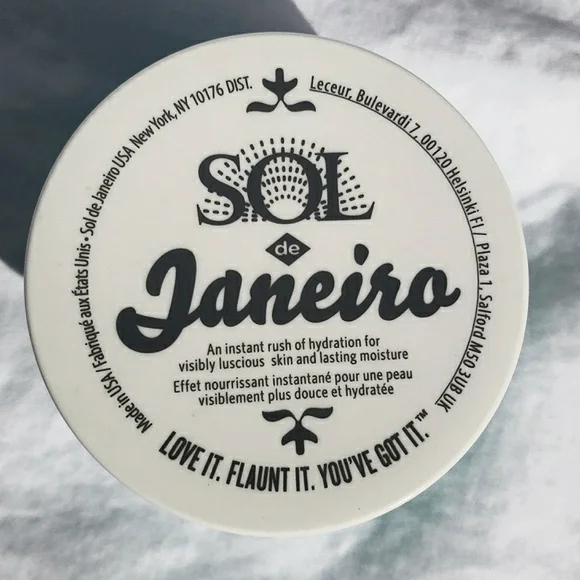 Made in USA / Fabriqué aux États Unis • Sol de Janeiro USA New York, NY 10176 DIST.
Leceur, Bulevardi 7, 00120 Helsinki FI / Plaza 1, Salford M50 3UB UK
SOL
de
Janeiro
An instant rush of hydration for
visibly luscious skin and lasting moisture
Effet nourrissant instantané pour une peau
visiblement plus douce et hydratée
LOVE IT. FLAUNT IT. YOU'VE GOT IT.™